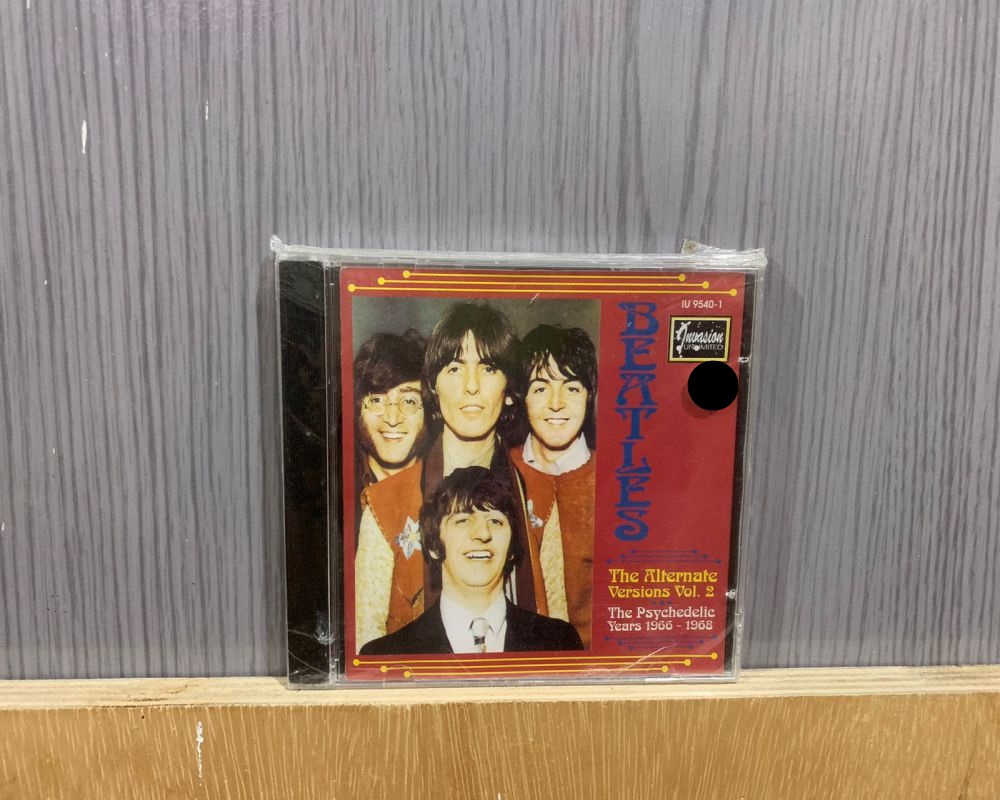 BEATLES
IU 9540-1
Invasion
UNLIMITED
The Alternate
Versions Vol. 2
The Psychedelic
Years 1966 - 1968